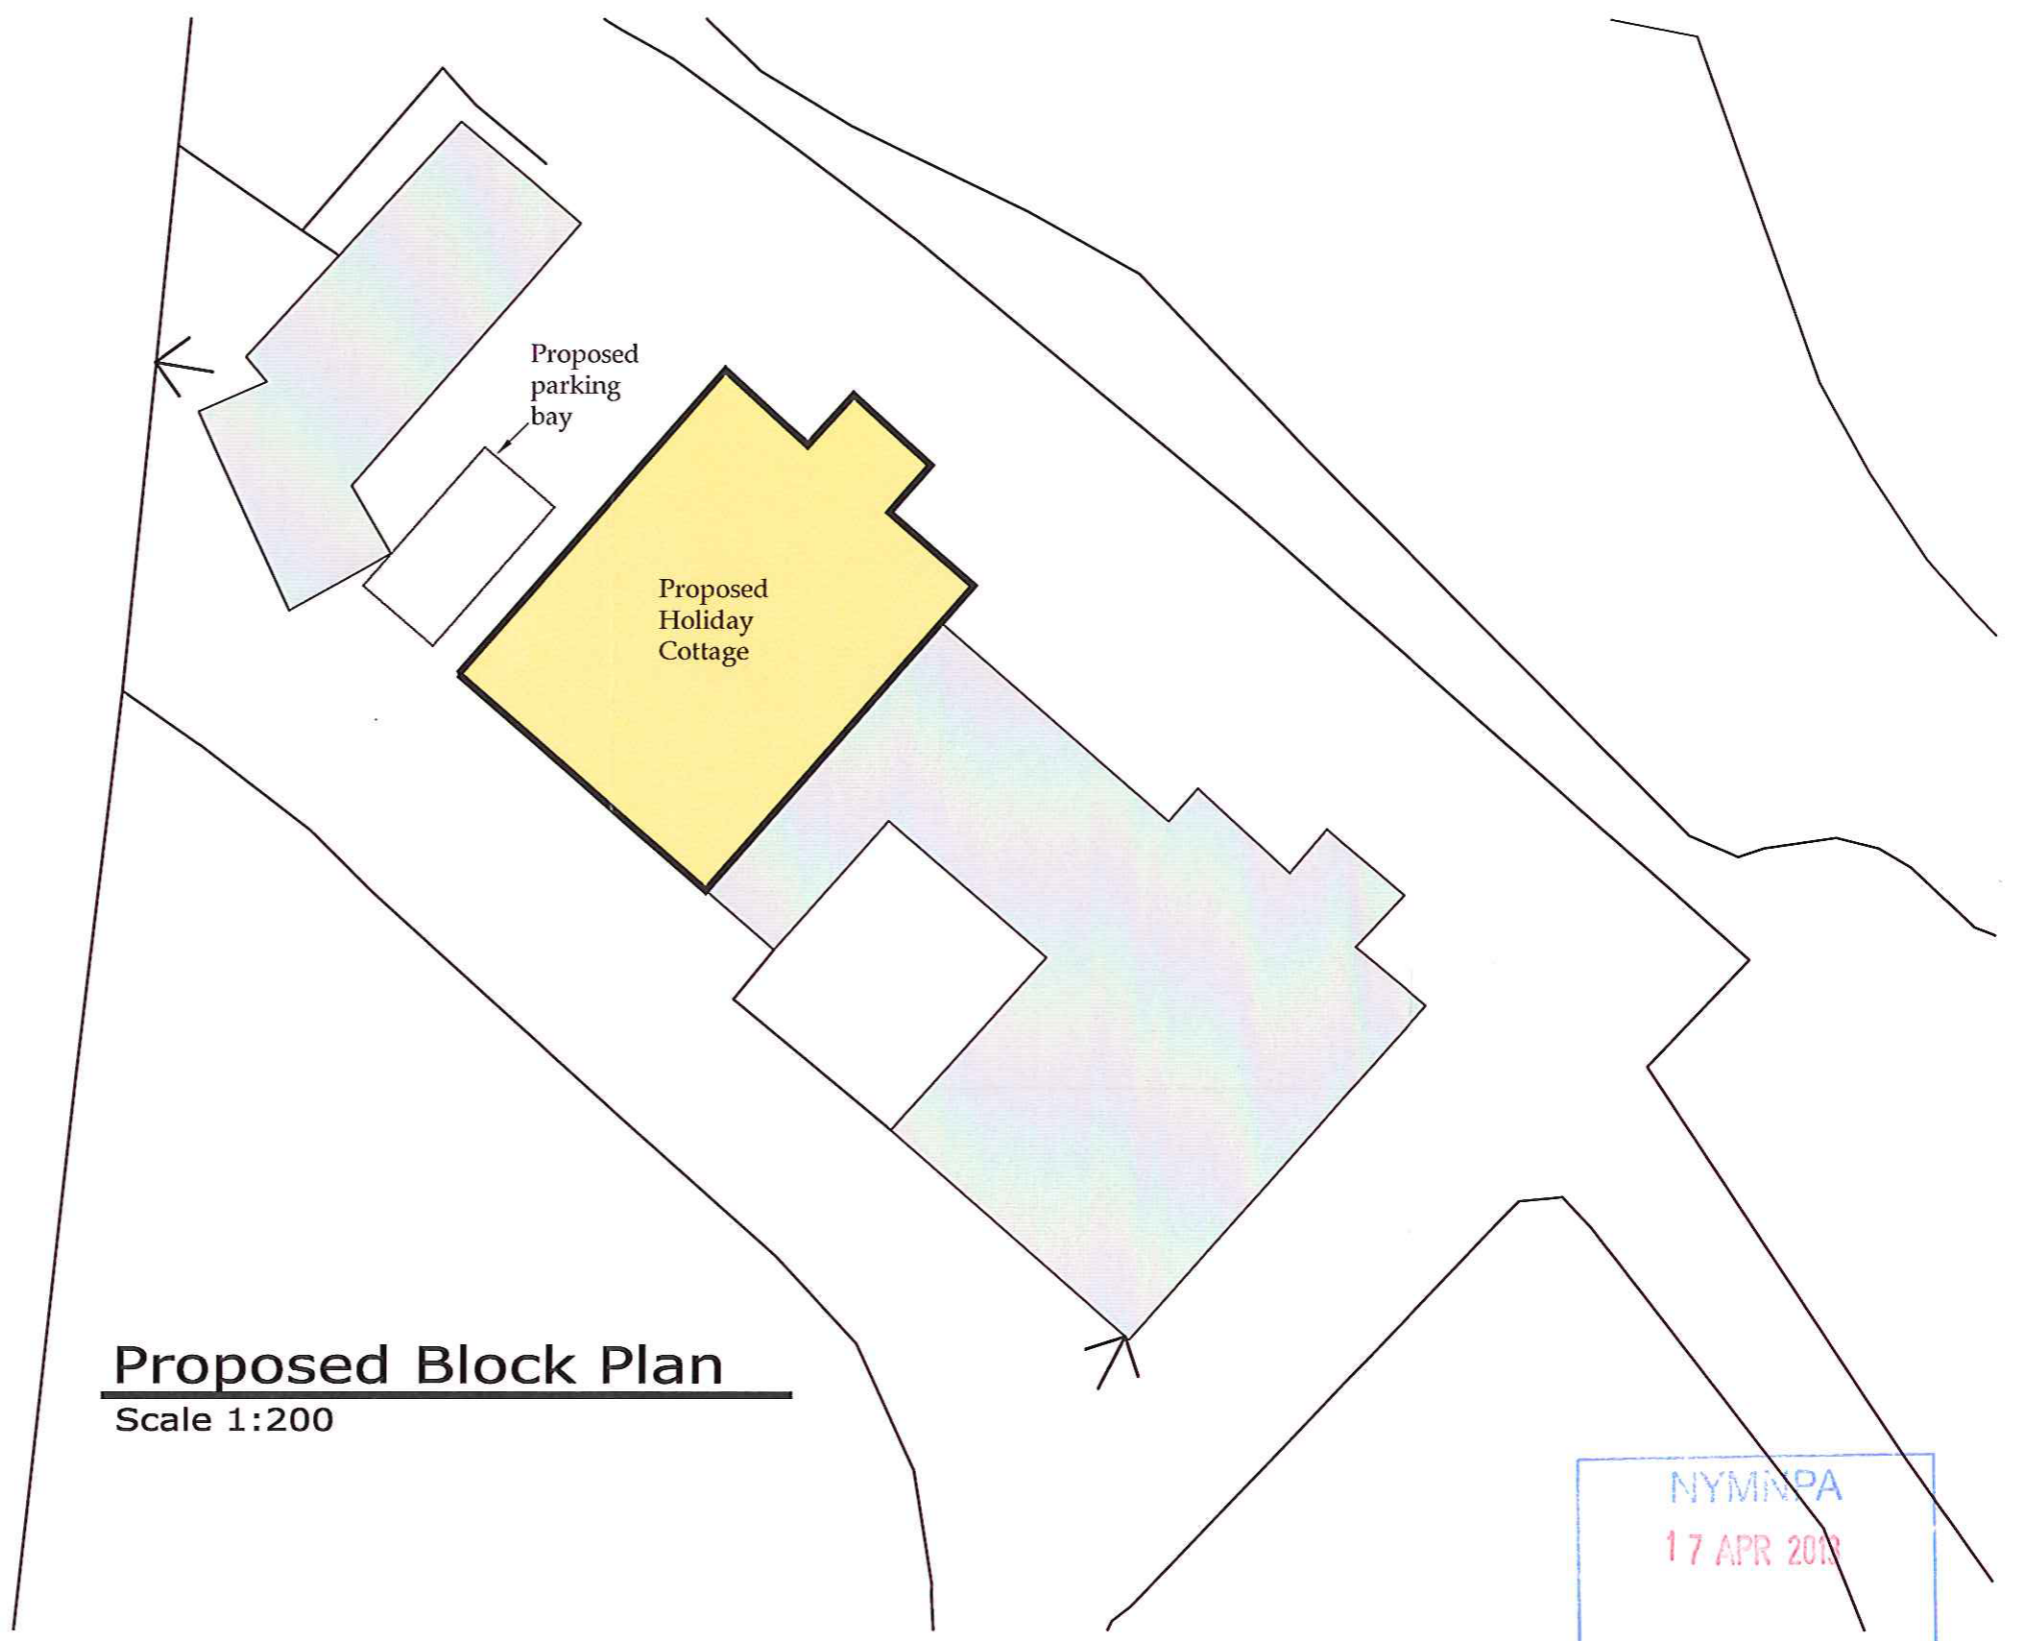 Proposed
parking
bay
Proposed
Holiday
Cottage
Proposed Block Plan
Scale 1:200
NYMNPA
17 APR 2013